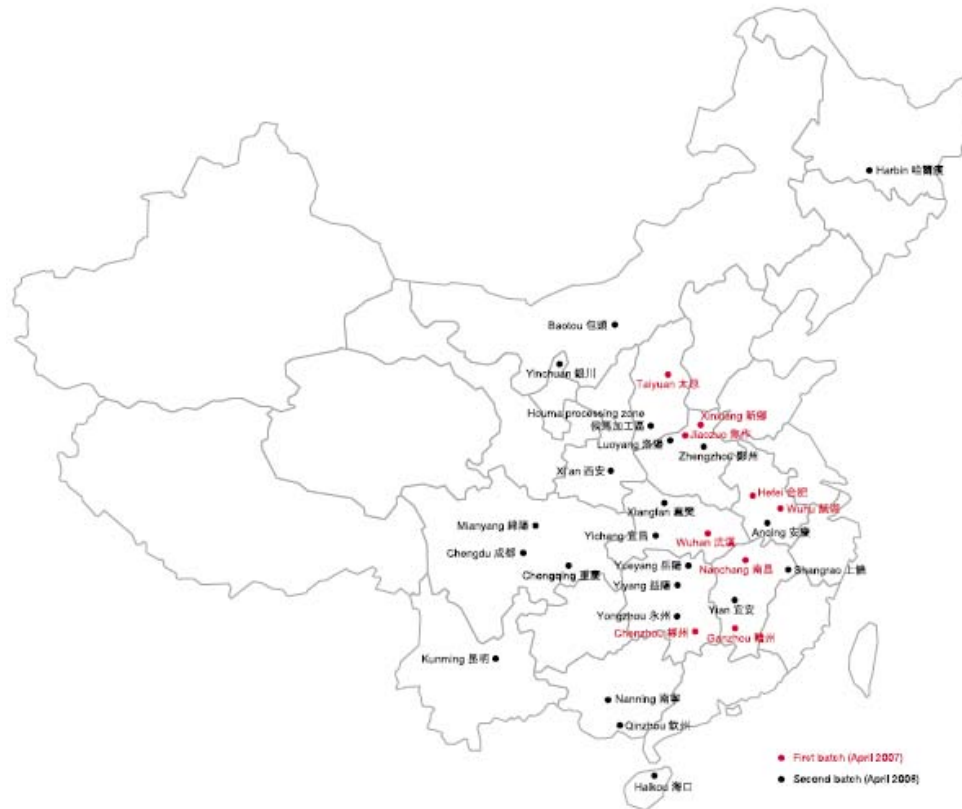 Harbin 哈爾濱
Baotou 包頭
Yinchuan 銀川
Taiyuan 太原
Houma processing zone
侯馬加工區
Xinxiang 新鄉
Jiaozuo 焦作
Luoyang 洛陽
Zhengzhou 鄭州
Xi'an 西安
Hefei 合肥
Wuhu 蕪湖
Xiangfan 襄樊
Anqing 安慶
Mianyang 綿陽
Yichang 宜昌
Wuhan 武漢
Chengdu 成都
Chongqing 重慶
Yueyang 岳陽
Nanchang 南昌
Shangrao 上饒
Yiyang 益陽
Yi'an 宜安
Yongzhou 永州
Chenzhou 郴州
Ganzhou 贛州
Kunming 昆明
Nanning 南寧
Qinzhou 欽州
Haikou 海口
First batch (April 2007)
Second batch (April 2008)